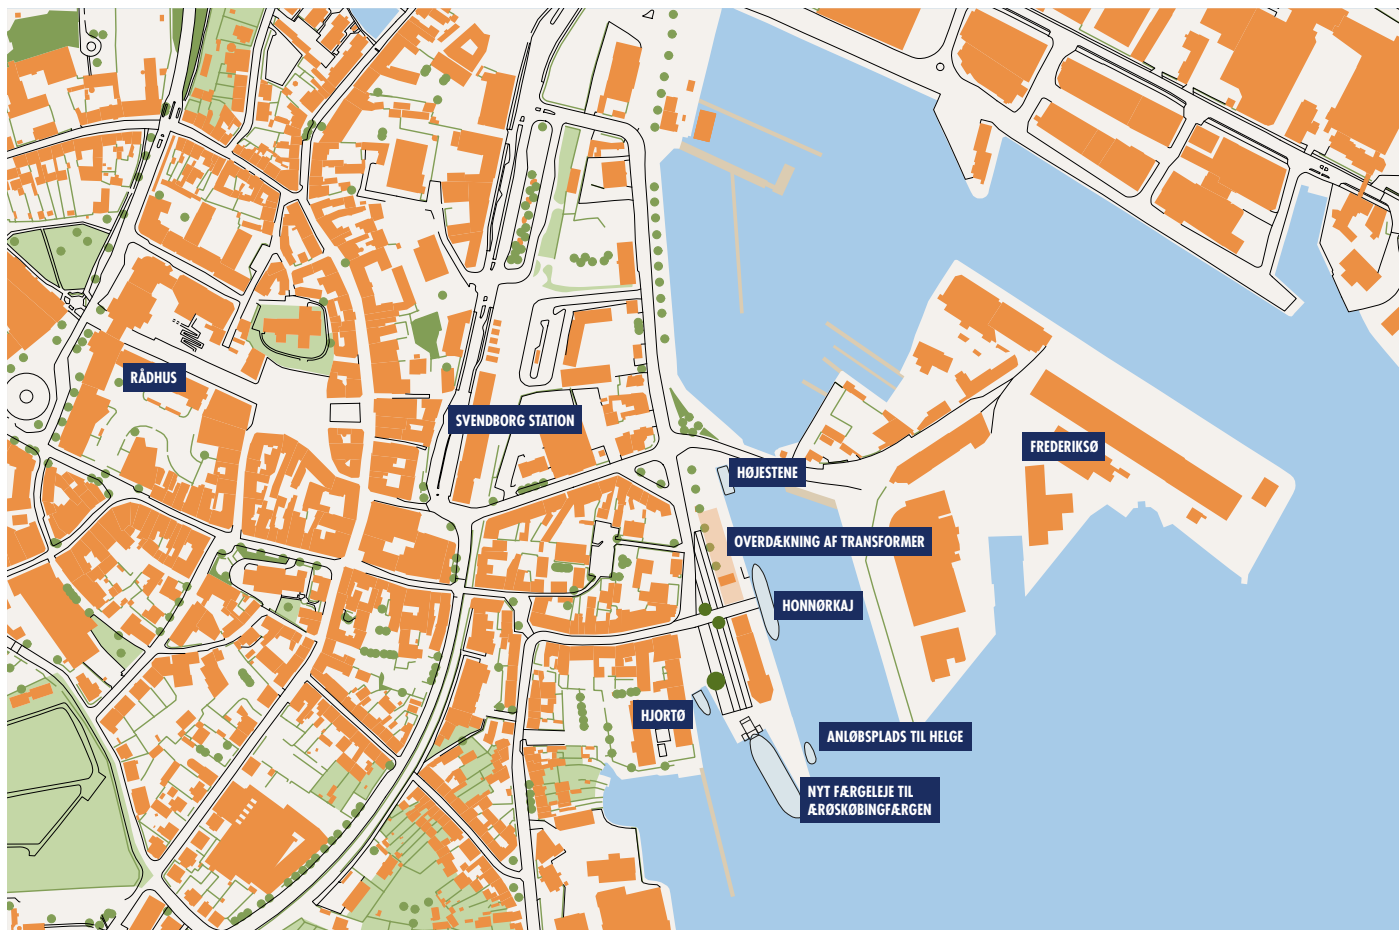 RÅDHUS
SVENDBORG STATION
FREDERIKSØ
HØJESTENE
OVERDÆKNING AF TRANSFORMER
HONNØRKAJ
HJORTØ
ANLØBSPLADS TIL HELGE
NYT FÆRGELEJE TIL
ÆRØSKØBINGFÆRGEN